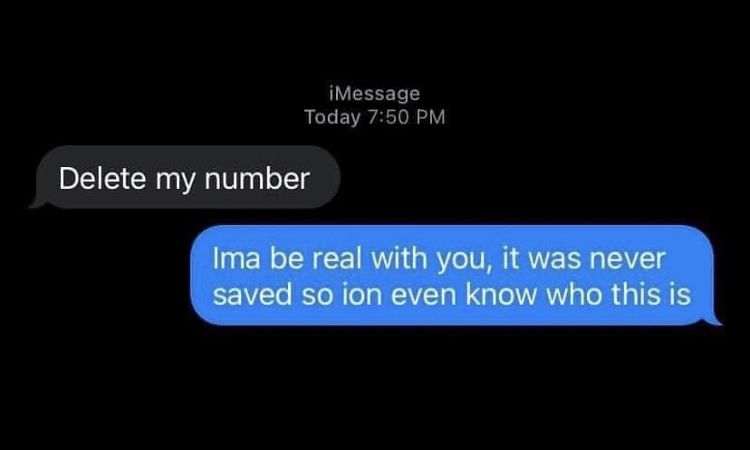 iMessage
Today 7:50 PM
Delete my number
Ima be real with you, it was never
saved so ion even know who this is